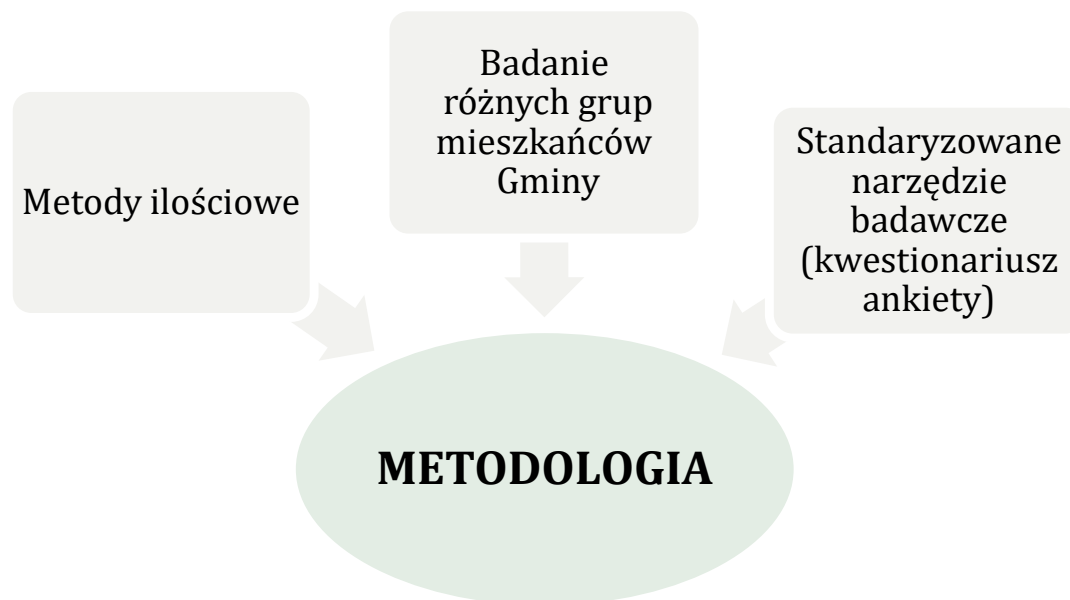 Metody ilościowe
Badanie
różnych grup
mieszkańców
Gminy
Standaryzowane
narzędzie
badawcze
(kwestionariusz
ankiety)
METODOLOGIA